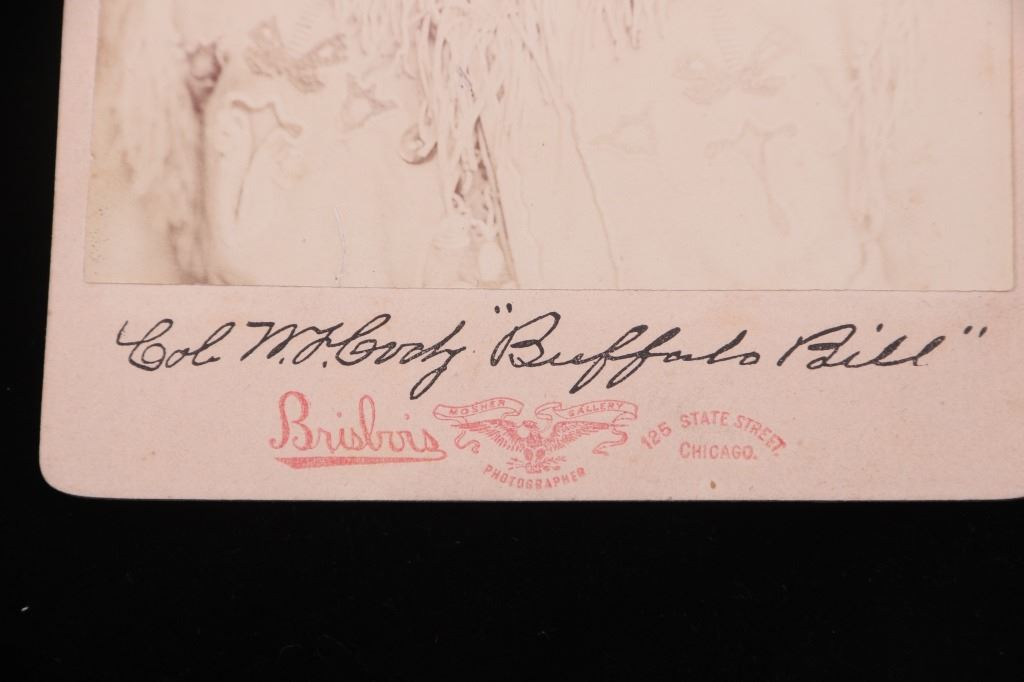 Col. W. F. Cody "Buffalo Bill"
Brisbois
MOSHER GALLERY
PHOTOGRAPHER
125 STATE STREET.
CHICAGO.